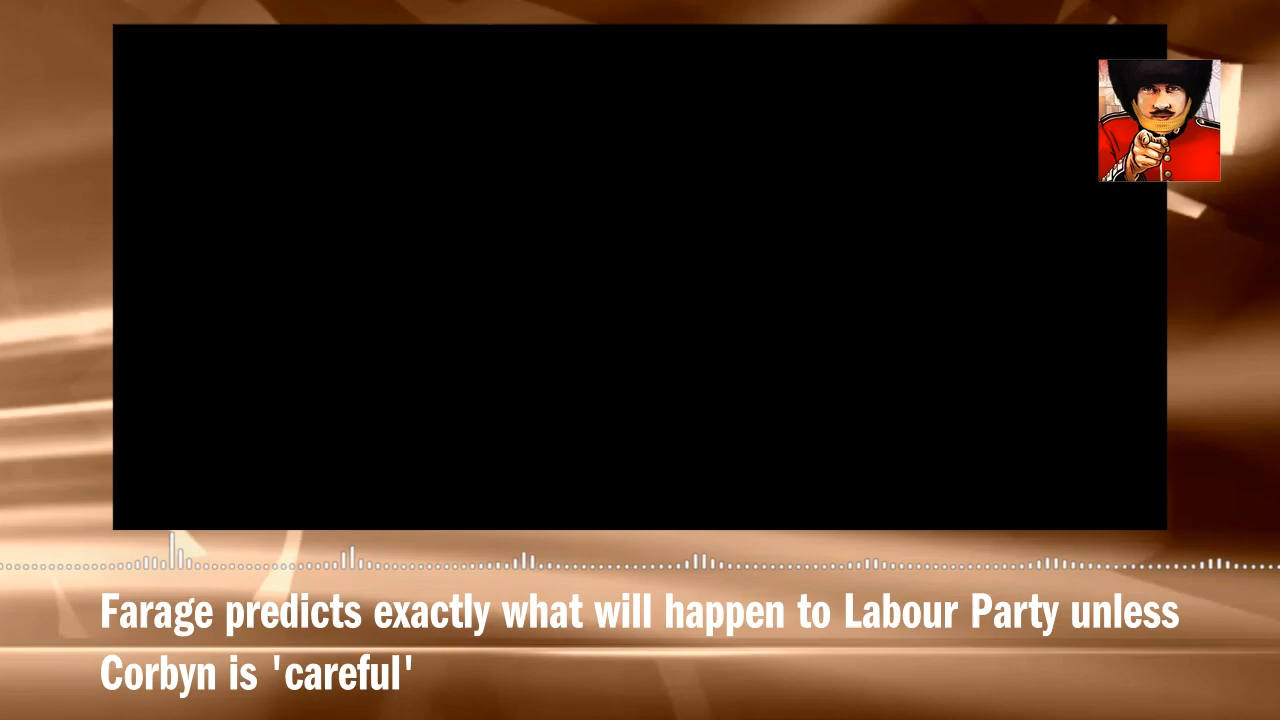 Farage predicts exactly what will happen to Labour Party unless
Corbyn is 'careful'